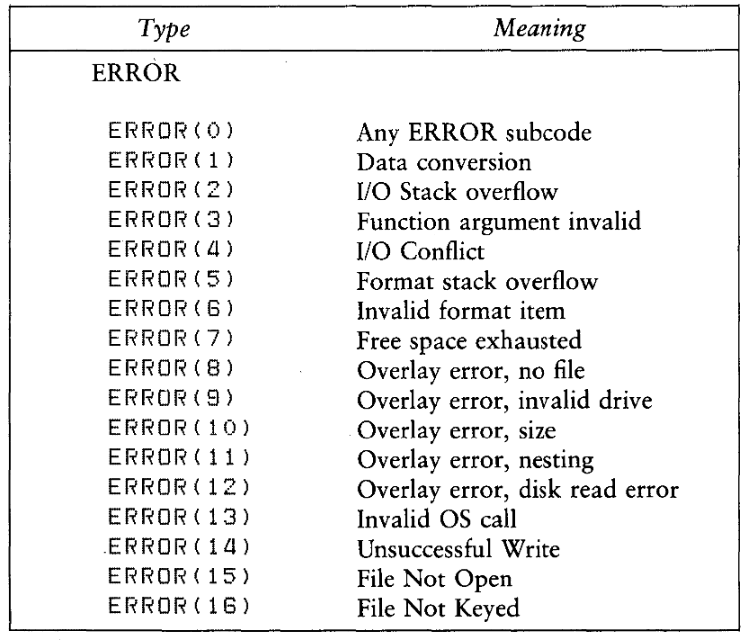 Type Meaning
ERROR
ERROR(0) Any ERROR subcode
ERROR(1) Data conversion
ERROR(2) I/O Stack overflow
ERROR(3) Function argument invalid
ERROR(4) I/O Conflict
ERROR(5) Format stack overflow
ERROR(6) Invalid format item
ERROR(7) Free space exhausted
ERROR(8) Overlay error, no file
ERROR(9) Overlay error, invalid drive
ERROR(10) Overlay error, size
ERROR(11) Overlay error, nesting
ERROR(12) Overlay error, disk read error
ERROR(13) Invalid OS call
ERROR(14) Unsuccessful Write
ERROR(15) File Not Open
ERROR(16) File Not Keyed